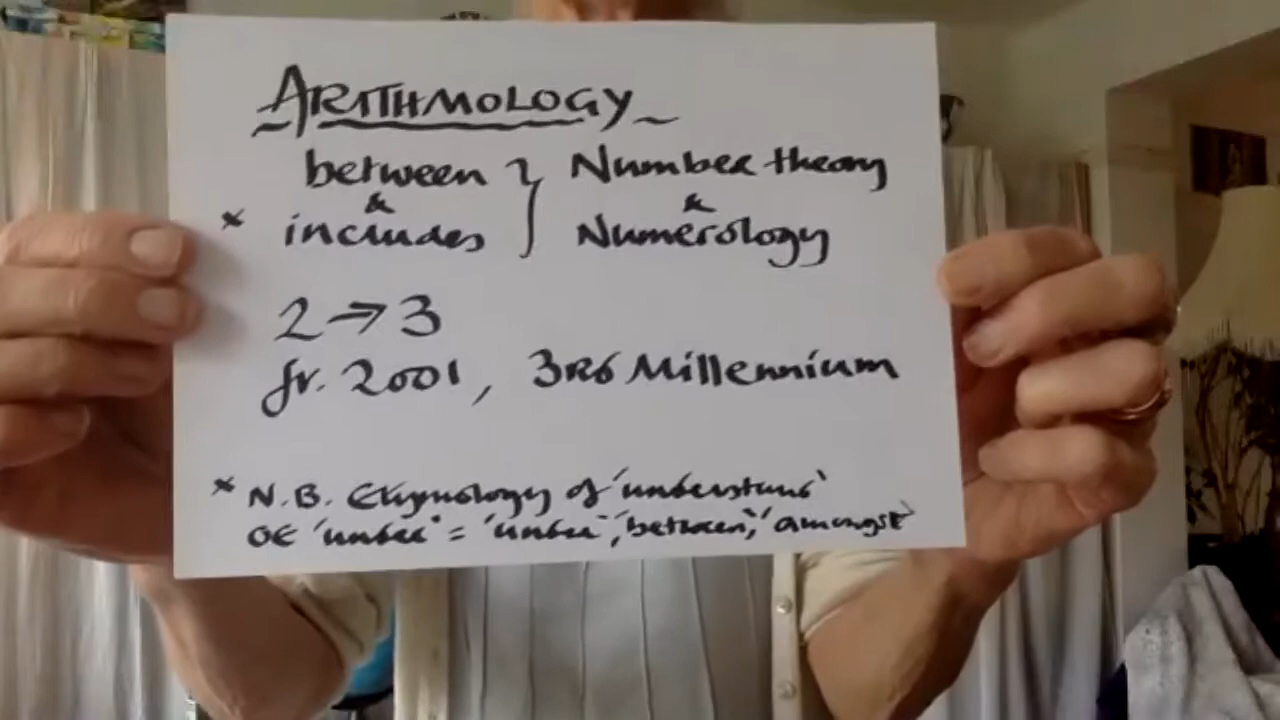 ARITHMOLOGY
between } Number theory
& &
* includes Numerology
2 → 3
fr. 2001, 3RD Millennium
* N.B. Etymology of 'understand'
OE 'under' = 'under', 'between', 'amongst'